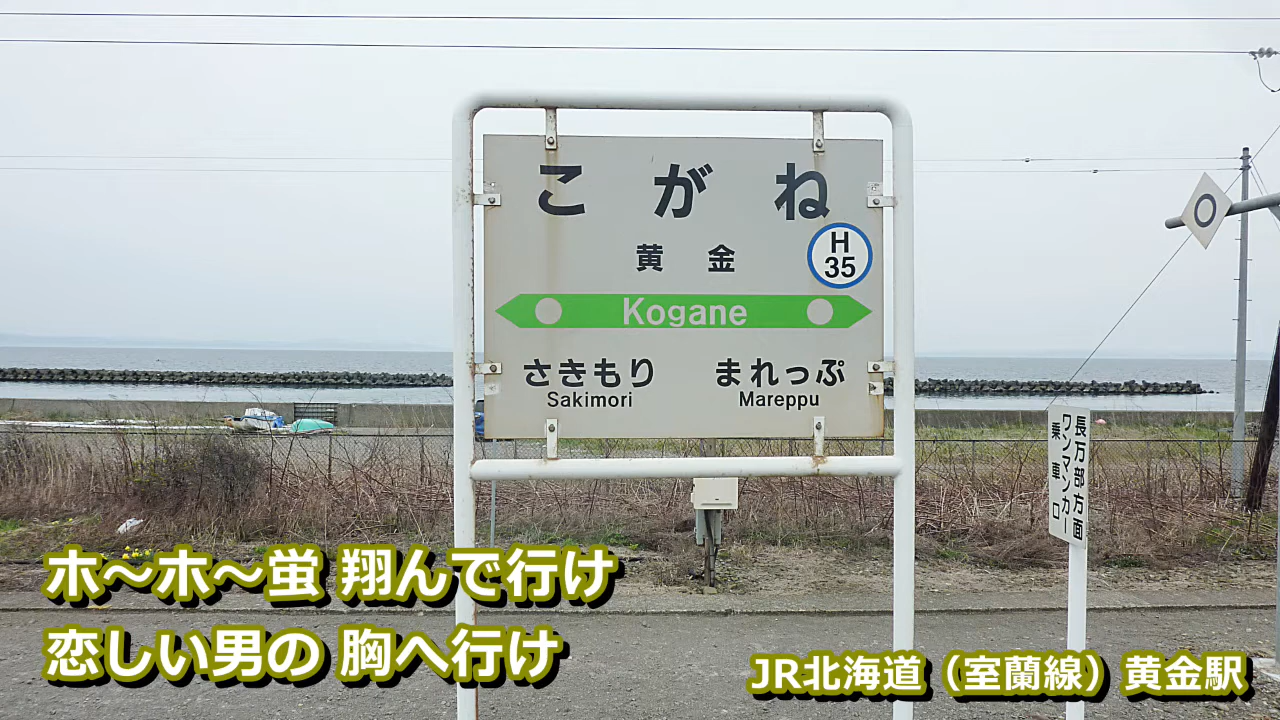 こがね
黄金
H
35
Kogane
さきもり
Sakimori
まれっぷ
Mareppu
長万部方面
ワンマンカー
乗車口
ホ～ホ～蛍 翔んで行け
恋しい男の 胸へ行け
JR北海道（室蘭線）黄金駅